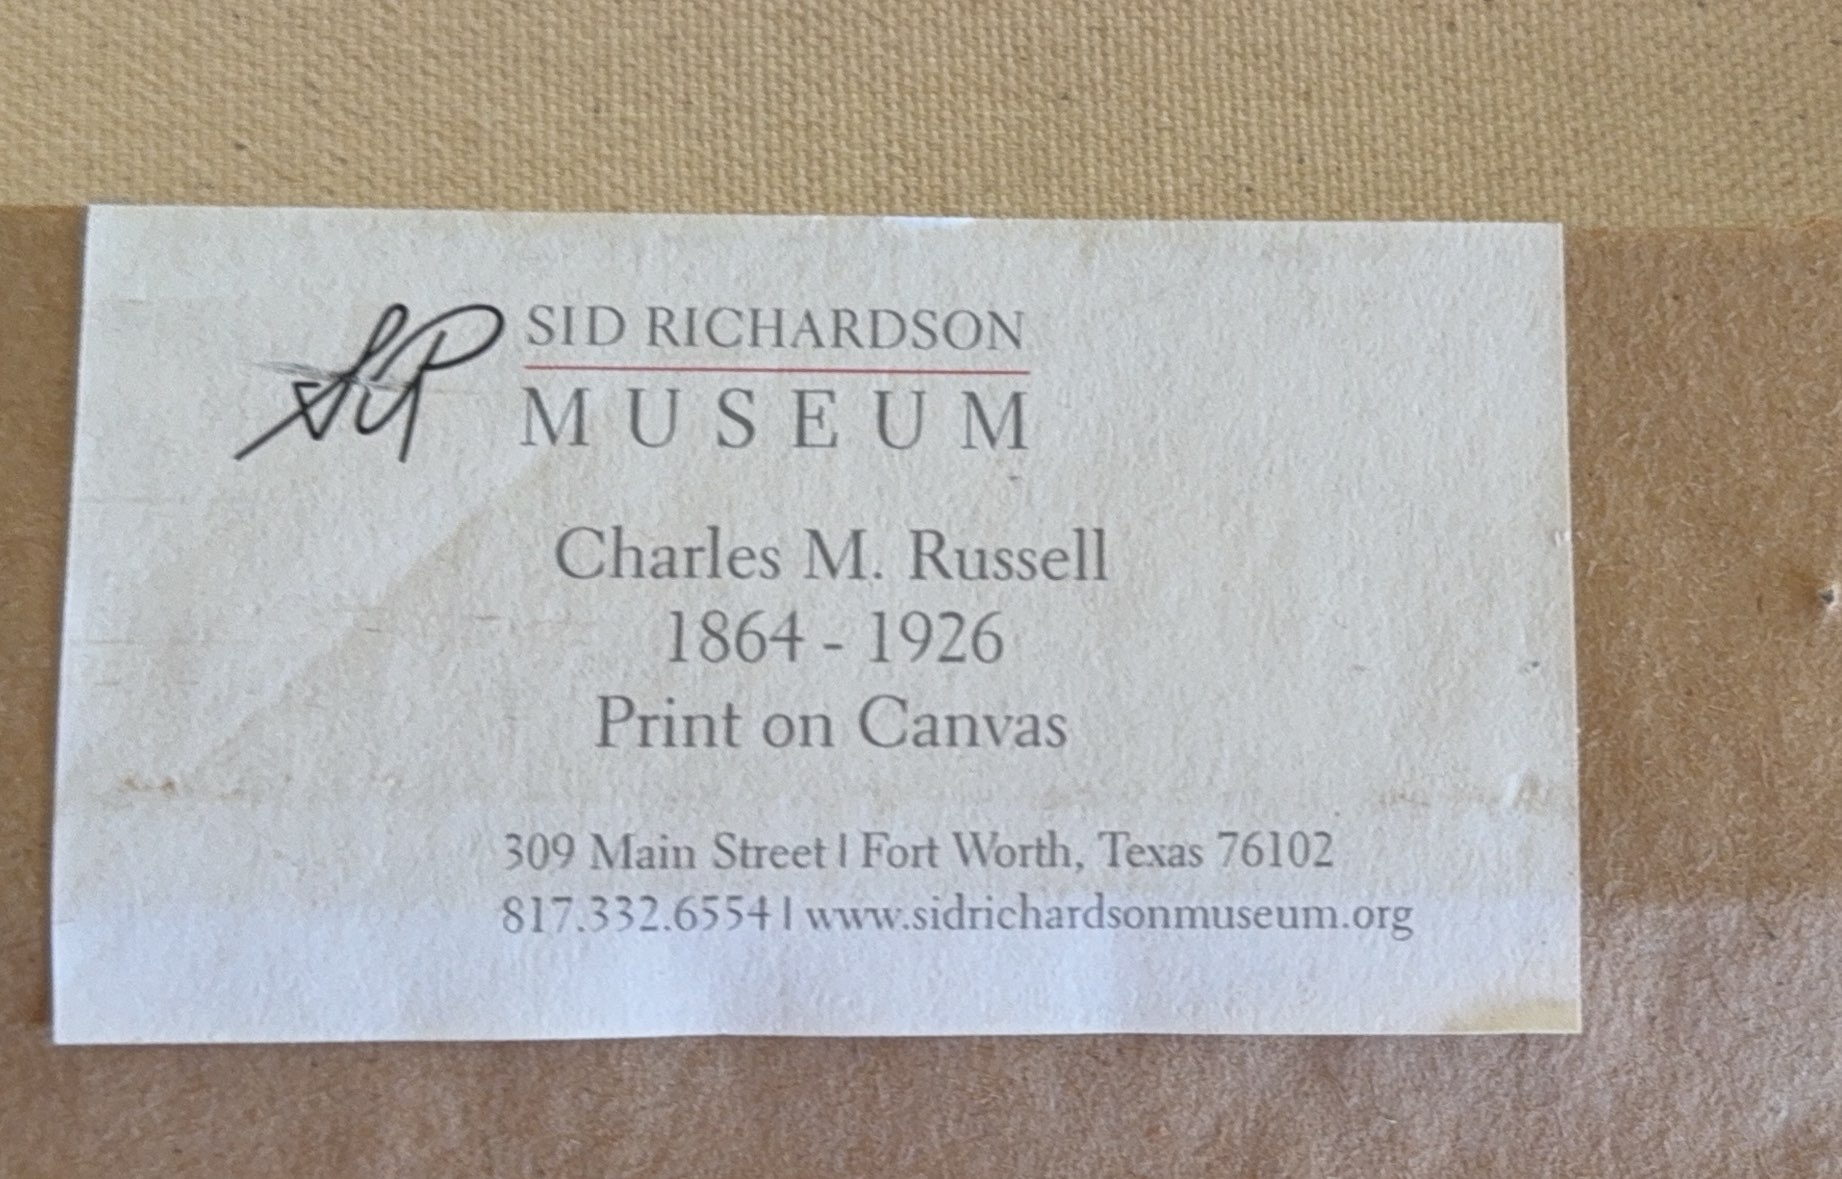 SR SID RICHARDSON
MUSEUM
Charles M. Russell
1864 - 1926
Print on Canvas
309 Main Street | Fort Worth, Texas 76102
817.332.6554 | www.sidrichardsonmuseum.org